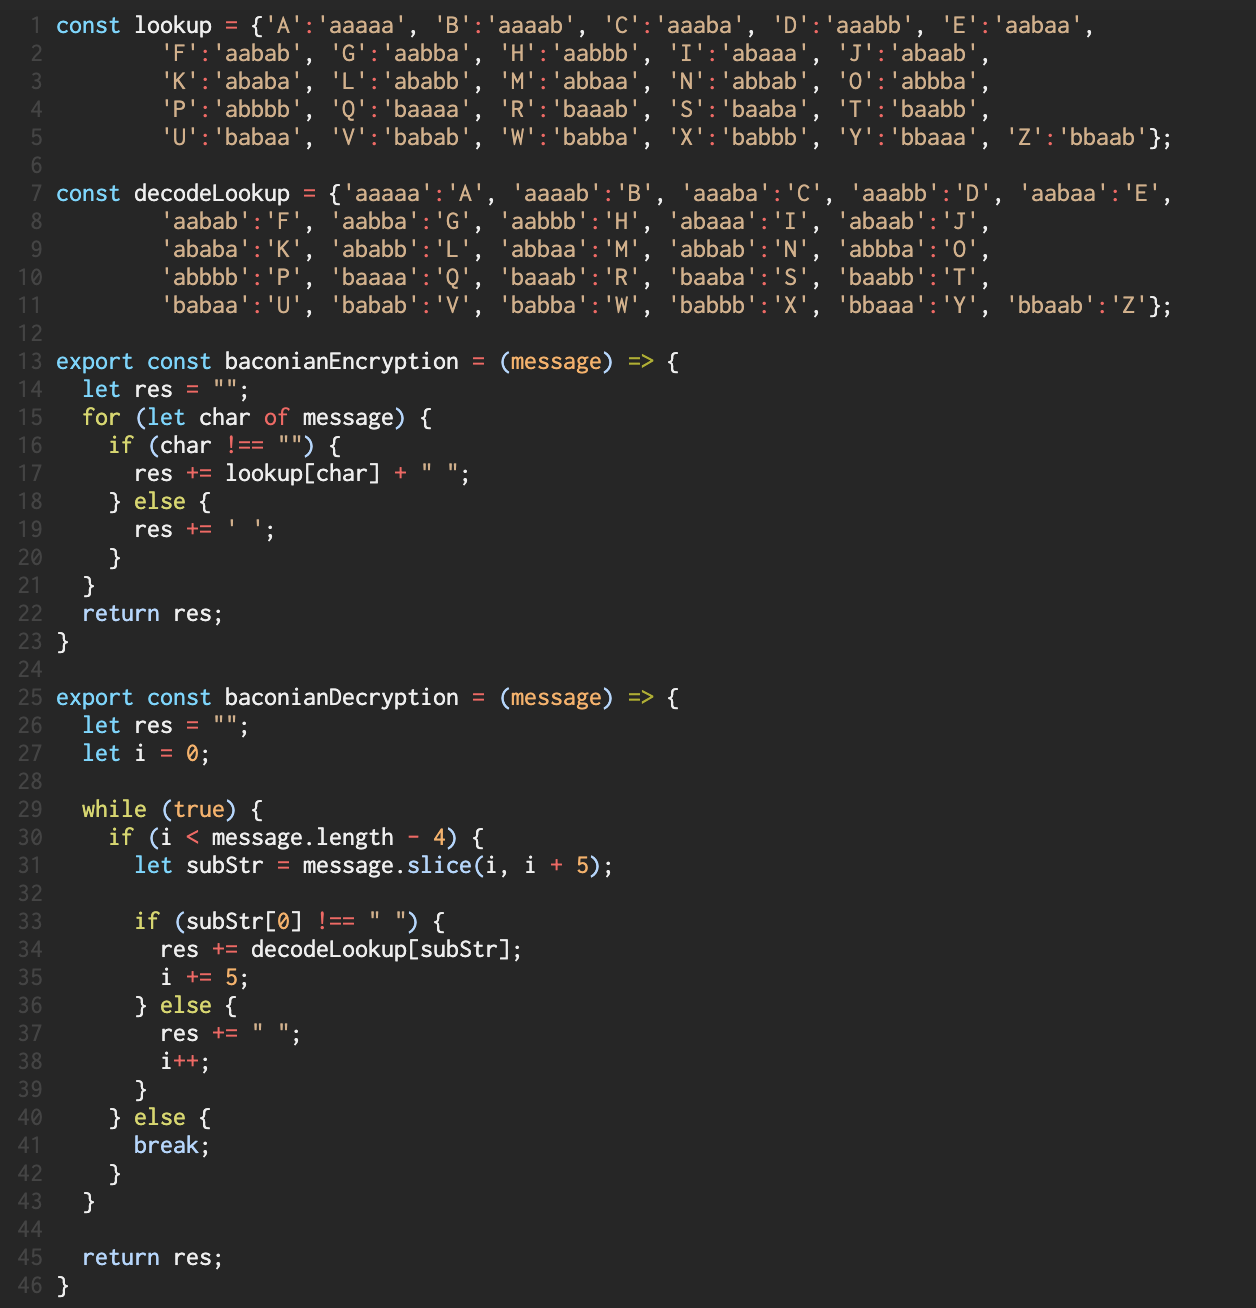 1 const lookup = {'A':'aaaaa', 'B':'aaaab', 'C':'aaaba', 'D':'aaabb', 'E':'aabaa',
2         'F':'aabab', 'G':'aabba', 'H':'aabbb', 'I':'abaaa', 'J':'abaab',
3         'K':'ababa', 'L':'ababb', 'M':'abbaa', 'N':'abbab', 'O':'abbba',
4         'P':'abbbb', 'Q':'baaaa', 'R':'baaab', 'S':'baaba', 'T':'baabb',
5         'U':'babaa', 'V':'babab', 'W':'babba', 'X':'babbb', 'Y':'bbaaa', 'Z':'bbaab'};
6
7 const decodeLookup = {'aaaaa':'A', 'aaaab':'B', 'aaaba':'C', 'aaabb':'D', 'aabaa':'E',
8         'aabab':'F', 'aabba':'G', 'aabbb':'H', 'abaaa':'I', 'abaab':'J',
9         'ababa':'K', 'ababb':'L', 'abbaa':'M', 'abbab':'N', 'abbba':'O',
10         'abbbb':'P', 'baaaa':'Q', 'baaab':'R', 'baaba':'S', 'baabb':'T',
11         'babaa':'U', 'babab':'V', 'babba':'W', 'babbb':'X', 'bbaaa':'Y', 'bbaab':'Z'};
12
13 export const baconianEncryption = (message) => {
14   let res = "";
15   for (let char of message) {
16     if (char !== "") {
17       res += lookup[char] + " ";
18     } else {
19       res += ' ';
20     }
21   }
22   return res;
23 }
24
25 export const baconianDecryption = (message) => {
26   let res = "";
27   let i = 0;
28
29   while (true) {
30     if (i < message.length - 4) {
31       let subStr = message.slice(i, i + 5);
32
33       if (subStr[0] !== " ") {
34         res += decodeLookup[subStr];
35         i += 5;
36       } else {
37         res += " ";
38         i++;
39       }
40     } else {
41       break;
42     }
43   }
44
45   return res;
46 }